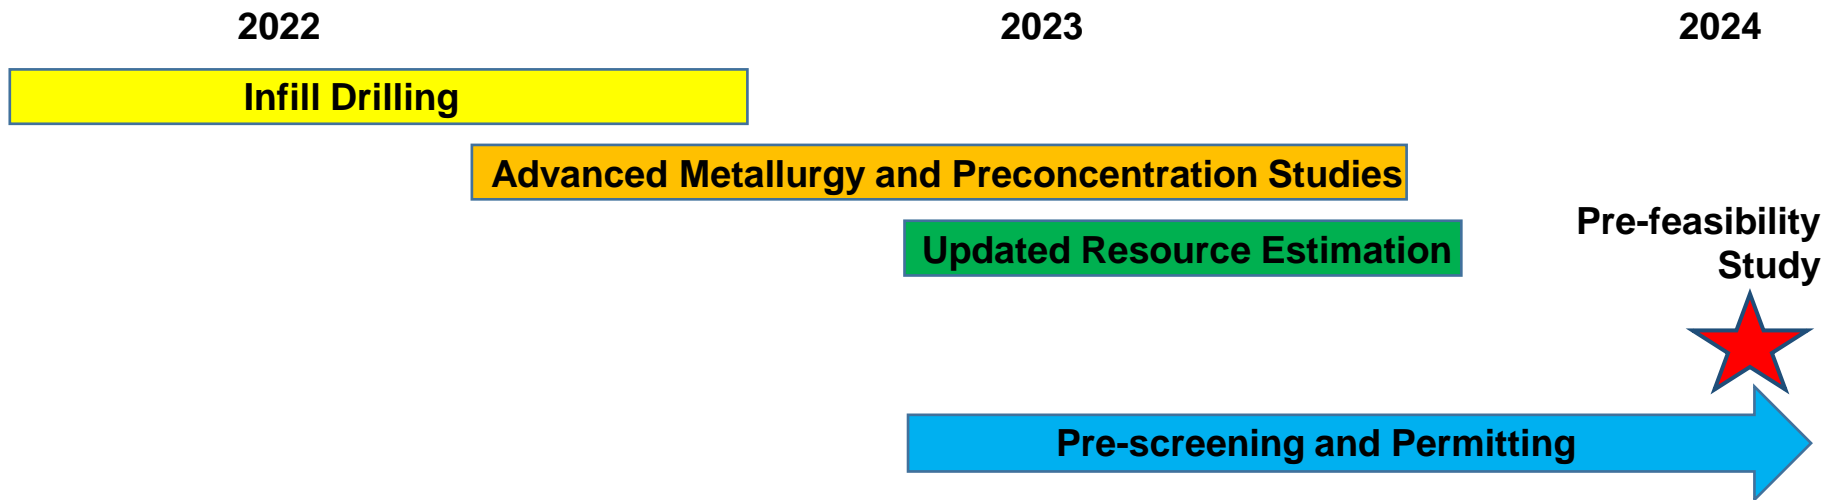 2022 2023 2024
Infill Drilling
Advanced Metallurgy and Preconcentration Studies
Updated Resource Estimation
Pre-feasibility
Study
Pre-screening and Permitting